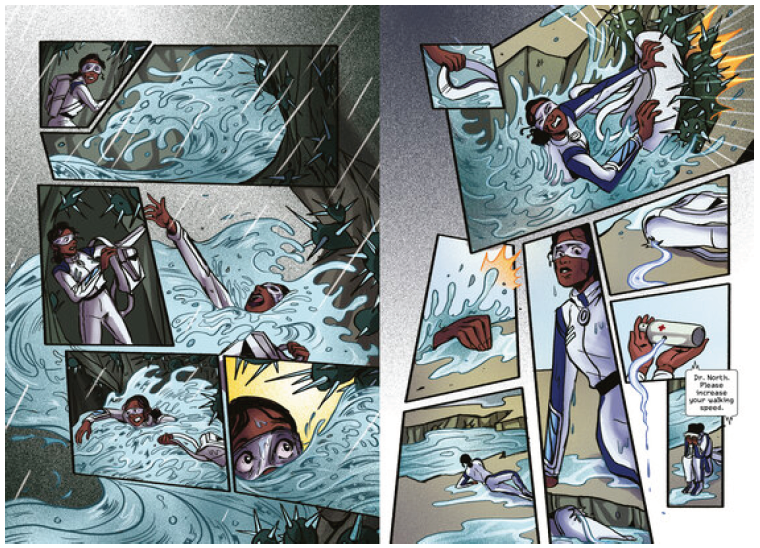 Dr. North.
Please
increase
your walking
speed.